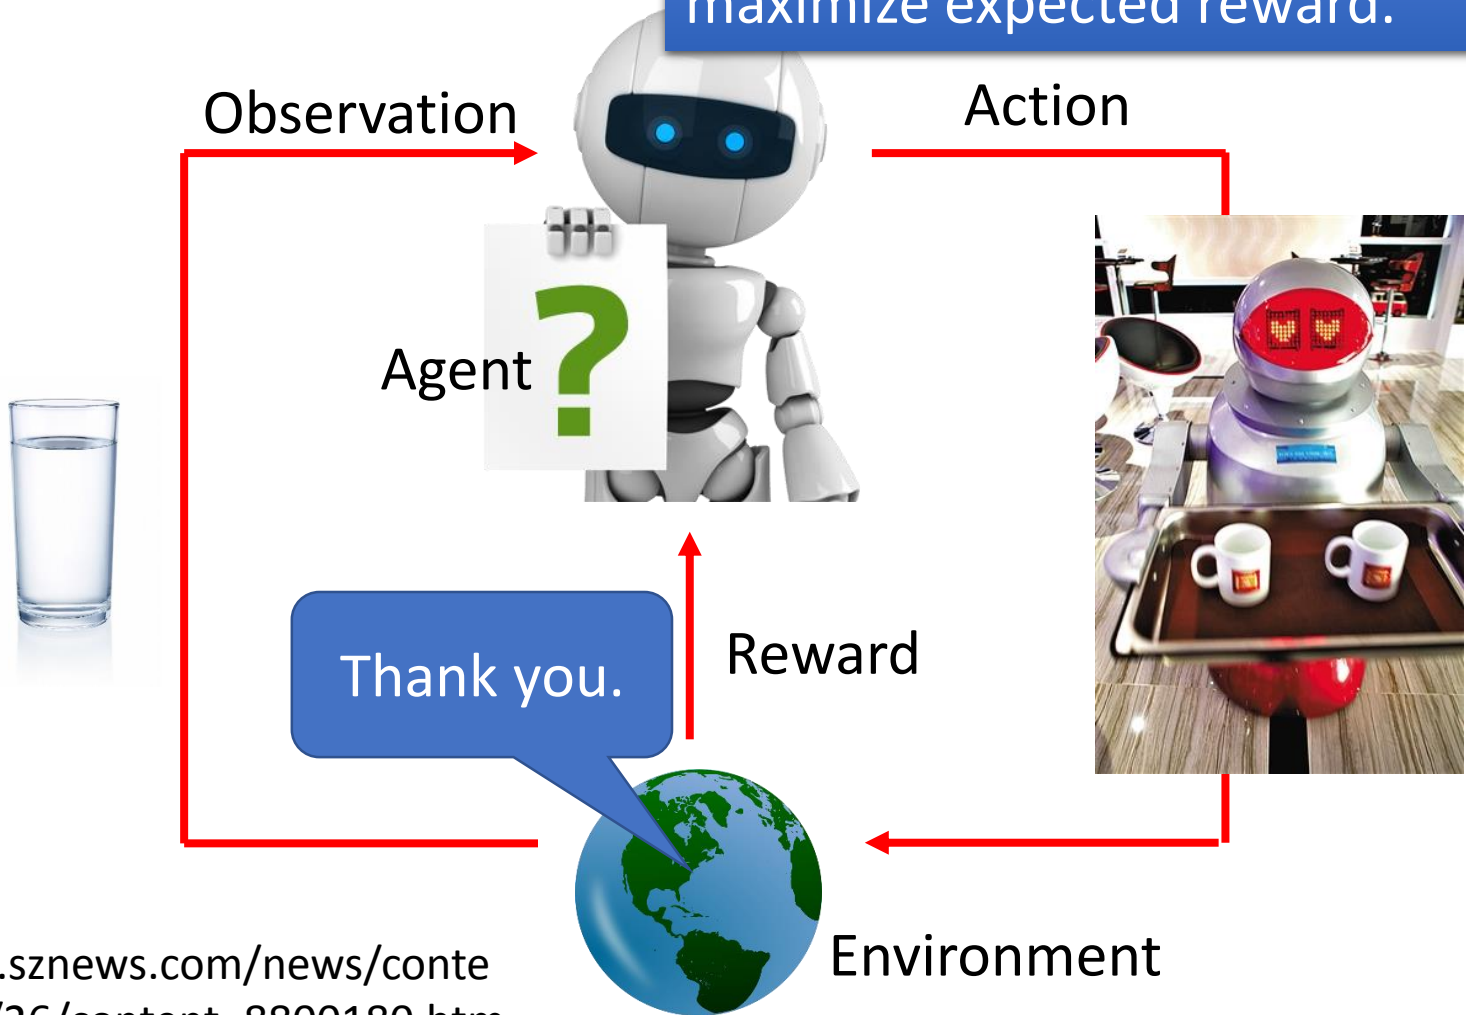 maximize expected reward.
Observation
Action
Agent
?
Thank you.
Reward
Environment
.sznews.com/news/conte